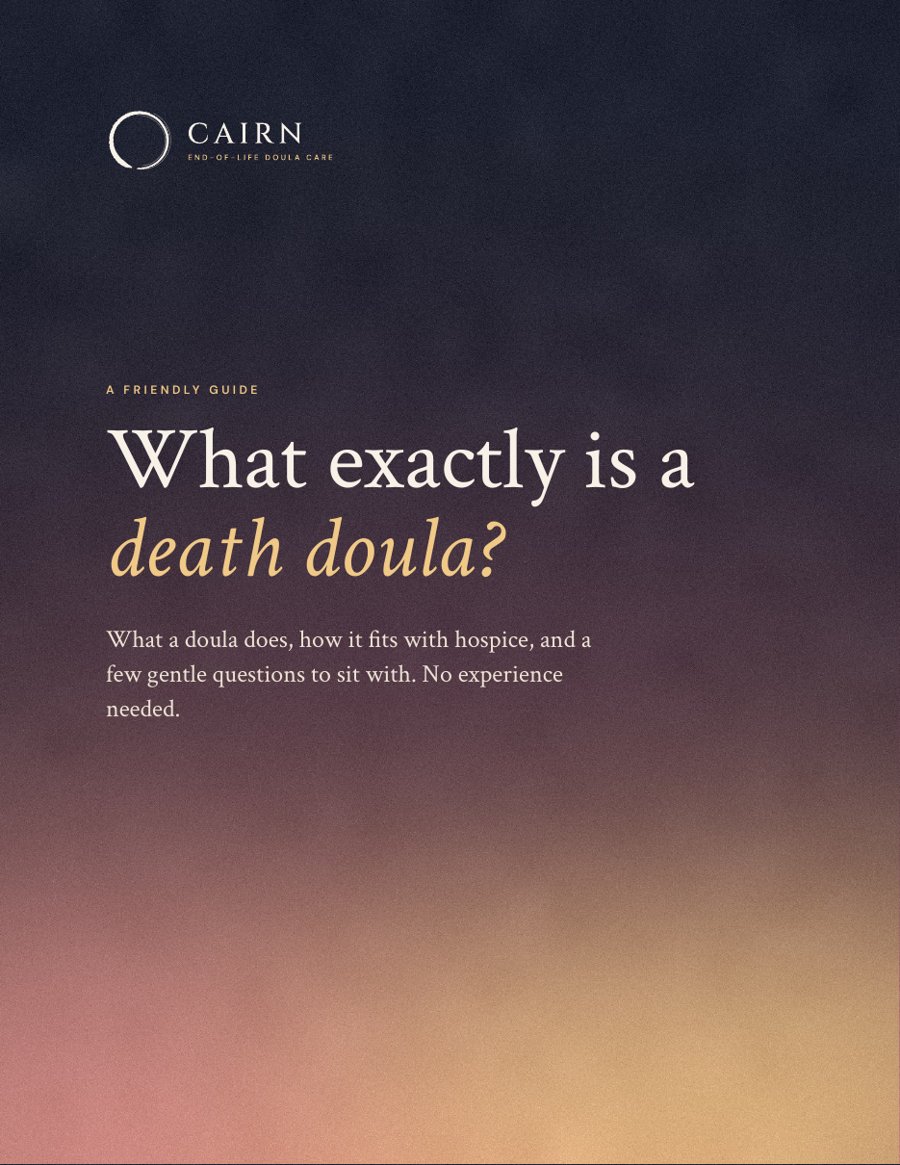 CAIRN
END-OF-LIFE DOULA CARE
A FRIENDLY GUIDE
What exactly is a
death doula?
What a doula does, how it fits with hospice, and a
few gentle questions to sit with. No experience
needed.